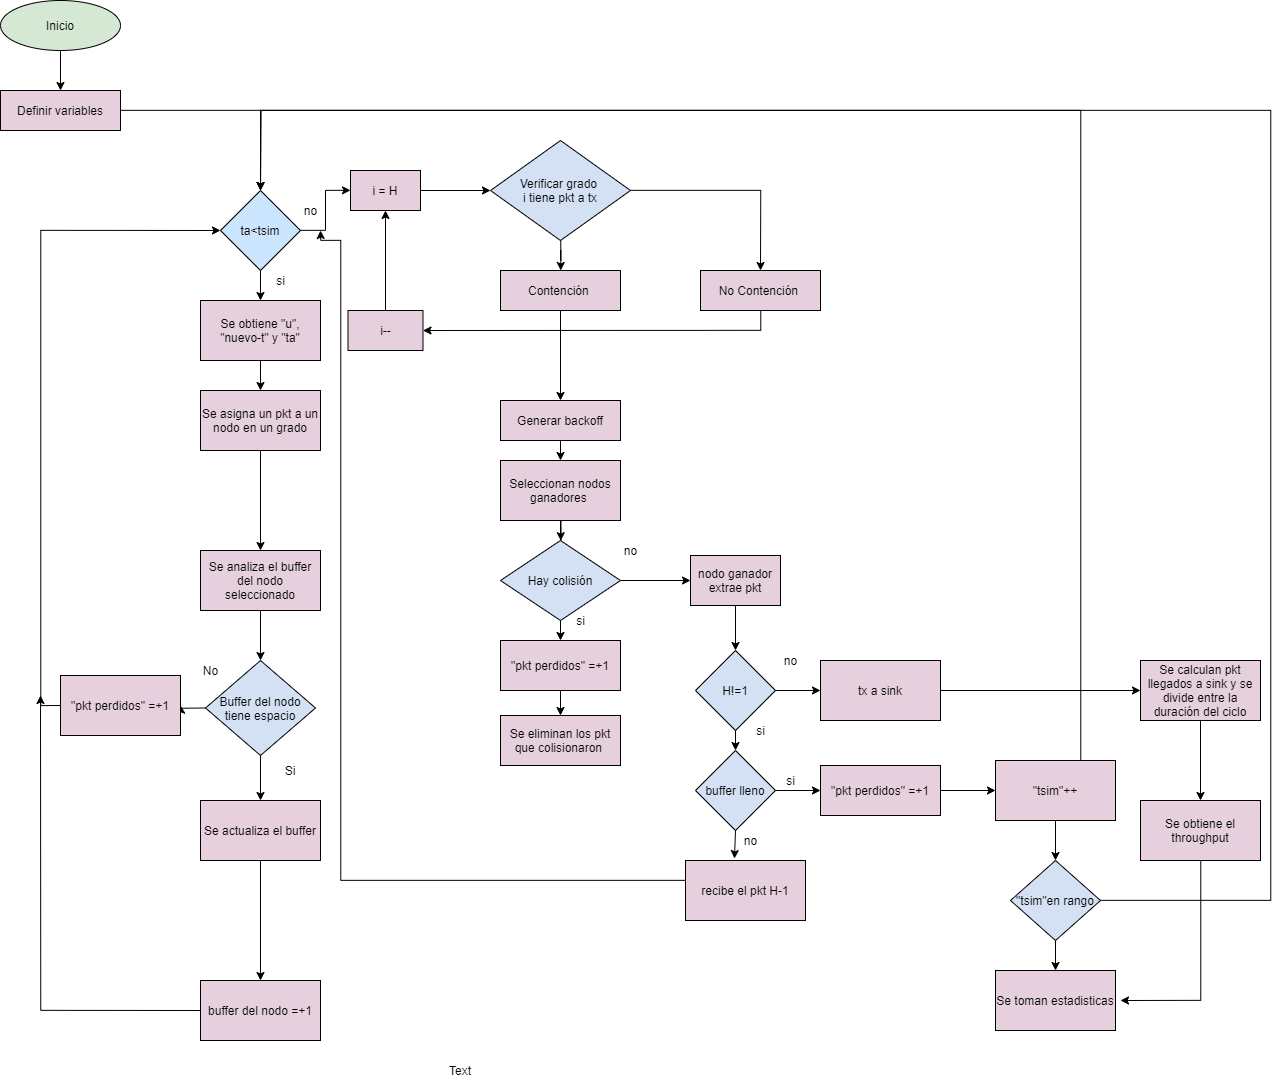 Inicio
Definir variables
ta<tsim
no
si
i = H
Verificar grado
i tiene pkt a tx
Contención
No Contención
i--
Se obtiene "u",
"nuevo-t" y "ta"
Se asigna un pkt a un
nodo en un grado
Se analiza el buffer
del nodo
seleccionado
No
Buffer del nodo
tiene espacio
"pkt perdidos" =+1
Si
Se actualiza el buffer
buffer del nodo =+1
Generar backoff
Seleccionan nodos
ganadores
Hay colisión
no
si
nodo ganador
extrae pkt
"pkt perdidos" =+1
Se eliminan los pkt
que colisionaron
H!=1
no
si
tx a sink
Se calculan pkt
llegados a sink y se
divide entre la
duración del ciclo
buffer lleno
si
no
"pkt perdidos" =+1
"tsim"++
Se obtiene el
throughput
recibe el pkt H-1
"tsim"en rango
Se toman estadisticas
Text